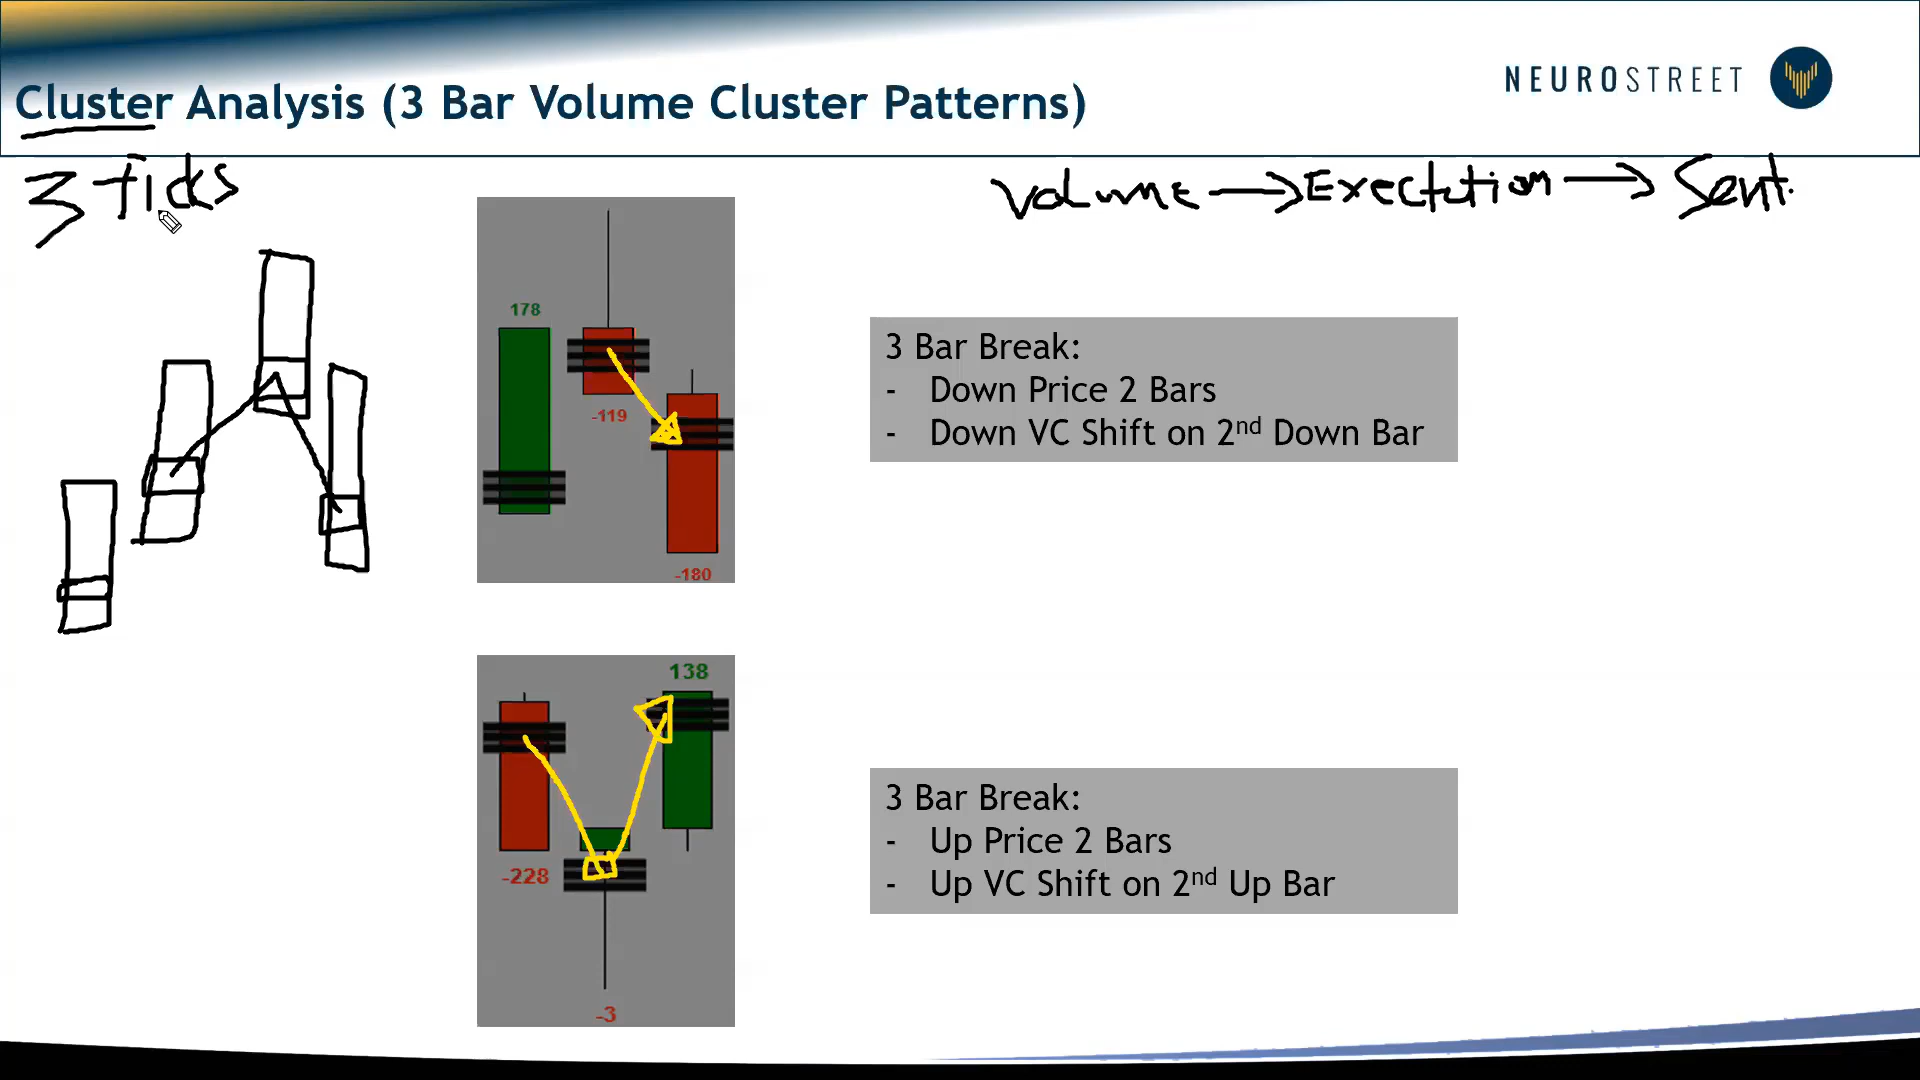 NEUROSTREET
Cluster Analysis (3 Bar Volume Cluster Patterns)
3 Ticks
Volume → Exectution → Sent.
178
-119
-180
3 Bar Break:
- Down Price 2 Bars
- Down VC Shift on 2nd Down Bar
138
-228
-3
3 Bar Break:
- Up Price 2 Bars
- Up VC Shift on 2nd Up Bar